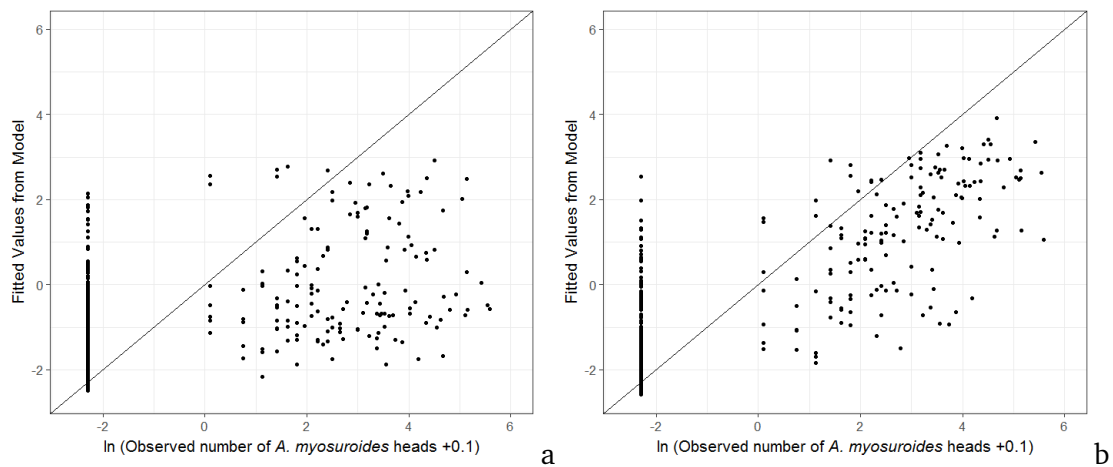 6
4
2
0
-2
Fitted Values from Model
-2 0 2 4 6
ln (Observed number of A. myosuroides heads +0.1)
a
6
4
2
0
-2
Fitted Values from Model
-2 0 2 4 6
ln (Observed number of A. myosuroides heads +0.1)
b